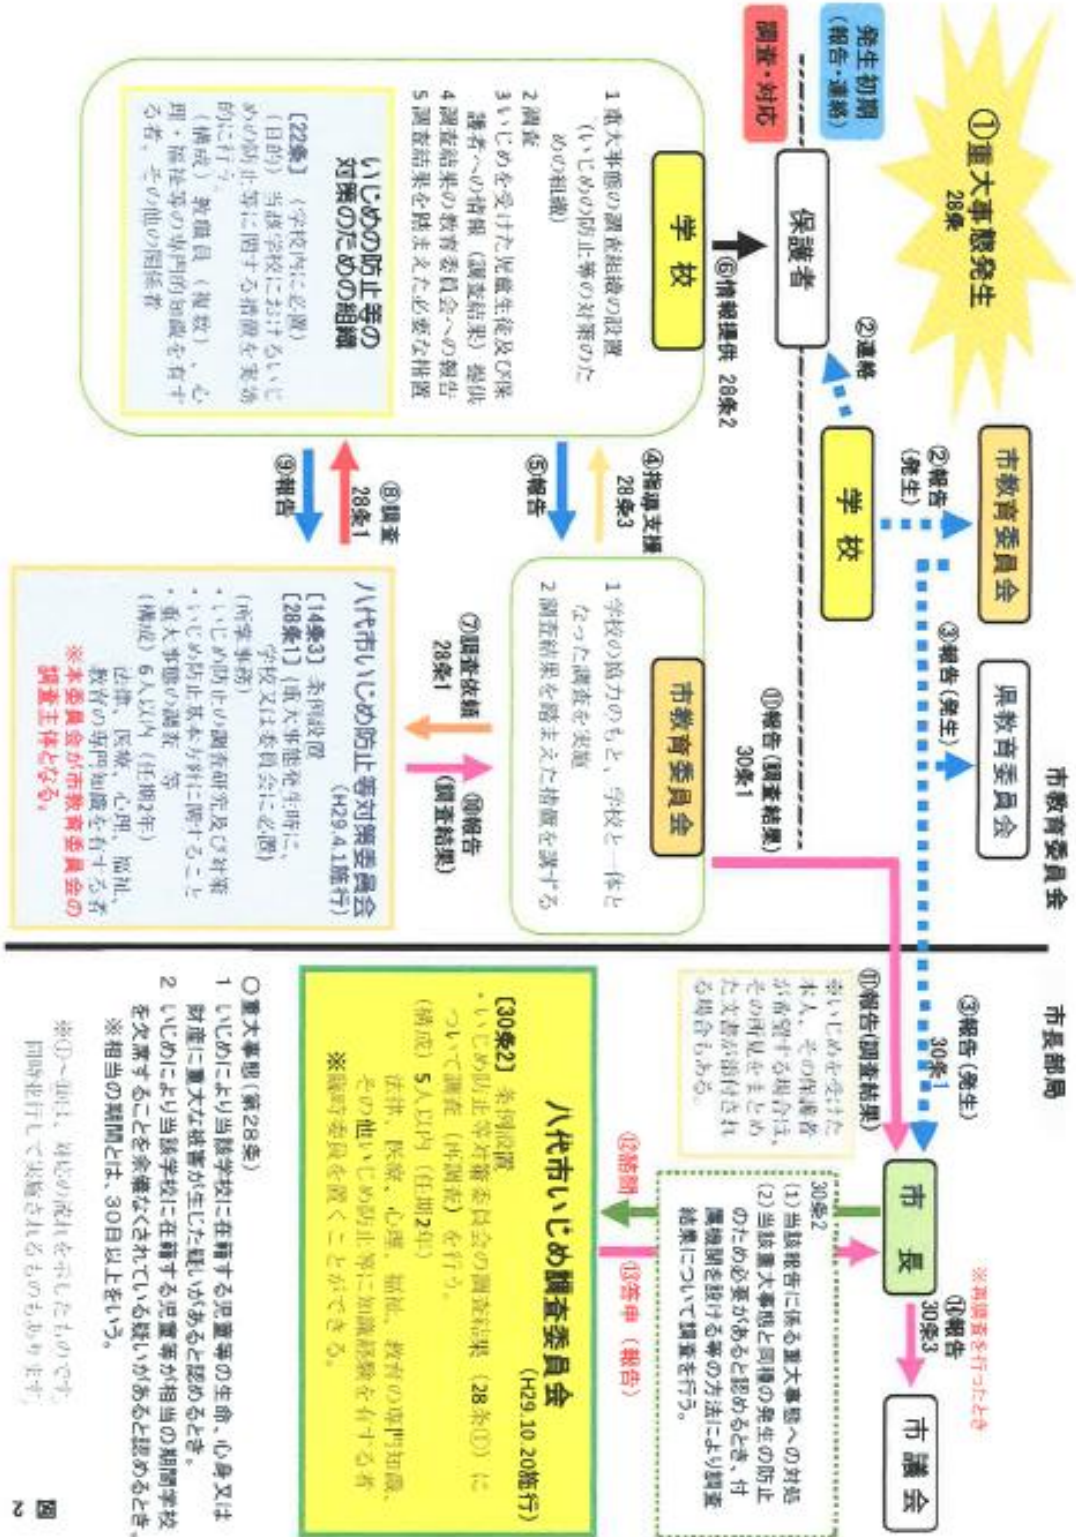 市教育委員会
市長部局
①重大事態発生
28条
発生初期
(報告・連絡)
調査・対応
市教育委員会
県教育委員会
②報告
(発生)
③報告(発生)
③報告(発生)
30条1
学校
②連絡
保護者
⑥情報提供 28条2
⑪報告(調査結果)
30条1
⑪報告(調査結果)
※いじめを受けた
本人、その保護者
が希望する場合は、
その所見をまとめ
た文書が添付され
る場合もある。
市長
※再調査を行ったとき
⑭報告
30条3
市議会
30条2
(1)当該報告に係る重大事態への対処
(2)当該重大事態と同種の発生の防止
のため必要があると認めるとき、付
属機関を設ける等の方法により調査
結果について調査を行う。
⑫諮問
⑬答申(報告)
学校
1 重大事態の調査組織の設置
(いじめの防止等の対策のた
めの組織)
2 調査
3 いじめを受けた児童生徒及び保
護者への情報(調査結果)提供
4 調査結果の教育委員会への報告
5 調査結果を踏まえた必要な措置
いじめの防止等の
対策のための組織
[22条] (学校内に必置)
(目的) 当該学校におけるいじ
めの防止等に関する措置を実効
的に行う。
(構成) 教職員(複数)、心
理・福祉等の専門的知識を有す
る者、その他の関係者
④指導支援
28条3
⑤報告
⑧調査
28条1
⑨報告
市教育委員会
1 学校の協力のもと、学校と一体と
なった調査を実施
2 調査結果を踏まえた措置を講ずる
⑦調査依頼
28条1
⑩報告
(調査結果)
八代市いじめ防止等対策委員会
(H29.4.1施行)
[14条3] 条例設置
[28条1] (重大事態発生時に、
学校又は委員会に必置)
(所掌事務)
・いじめ防止の調査研究及び対策
・いじめ防止基本方針に関すること
・重大事態の調査 等
(構成) 6人以内(任期2年)
法律、医療、心理、福祉、
教育の専門知識を有する者
※本委員会が市教育委員会の
調査主体となる。
八代市いじめ調査委員会
(H29.10.20施行)
[30条2] 条例設置
・いじめ防止等対策委員会の調査結果(28条①)に
ついて調査(再調査)を行う。
(構成) 5人以内(任期2年)
法律、医療、心理、福祉、教育の専門知識、
その他いじめ防止等に知識経験を有する者
※臨時委員を置くことができる。
○重大事態(第28条)
1 いじめにより当該学校に在籍する児童等の生命、心身又は
財産に重大な被害が生じた疑いがあると認めるとき。
2 いじめにより当該学校に在籍する児童等が相当の期間学校
を欠席することを余儀なくされている疑いがあると認めるとき。
※相当の期間とは、30日以上をいう。
対応の流れを示したものです。
同時並行して実施されるものもあります。
図2